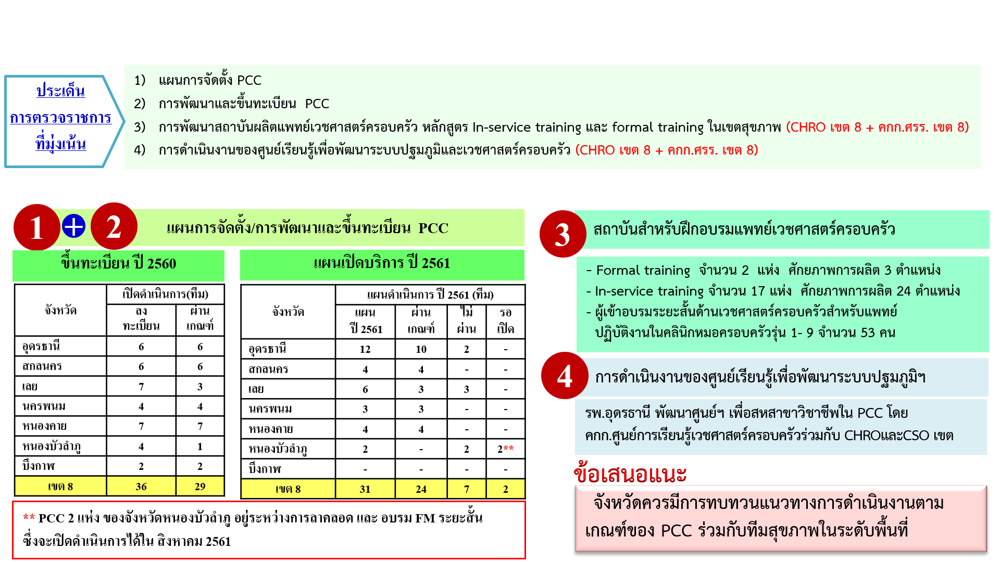 ประเด็น
การตรวจราชการ
ที่มุ่งเน้น
1) แผนการจัดตั้ง PCC
2) การพัฒนาและขึ้นทะเบียน PCC
3) การพัฒนาสถาบันผลิตแพทย์เวชศาสตร์ครอบครัว หลักสูตร In-service training และ formal training ในเขตสุขภาพ (CHRO เขต 8 + คกก.ศรร. เขต 8)
4) การดำเนินงานของศูนย์เรียนรู้เพื่อพัฒนาระบบปฐมภูมิและเวชศาสตร์ครอบครัว (CHRO เขต 8 + คกก.ศรร. เขต 8)
1 + 2 แผนการจัดตั้ง/การพัฒนาและขึ้นทะเบียน PCC
ขึ้นทะเบียน ปี 2560
จังหวัด เปิดดำเนินการ(ทีม)
ลง ผ่าน
ทะเบียน เกณฑ์
อุดรธานี 6 6
สกลนคร 6 6
เลย 7 3
นครพนม 4 4
หนองคาย 7 7
หนองบัวลำภู 4 1
บึงกาฬ 2 2
เขต 8 36 29
แผนเปิดบริการ ปี 2561
จังหวัด แผนดำเนินการ ปี 2561 (ทีม)
แผน ผ่าน ไม่ รอ
ปี 2561 เกณฑ์ ผ่าน เปิด
อุดรธานี 12 10 2 -
สกลนคร 4 4 - -
เลย 6 3 3 -
นครพนม 3 3 - -
หนองคาย 4 4 - -
หนองบัวลำภู 2 - 2 2**
บึงกาฬ - - - -
เขต 8 31 24 7 2
** PCC 2 แห่ง ของจังหวัดหนองบัวลำภู อยู่ระหว่างการลาคลอด และ อบรม FM ระยะสั้น
ซึ่งจะเปิดดำเนินการได้ใน สิงหาคม 2561
3 สถาบันสำหรับฝึกอบรมแพทย์เวชศาสตร์ครอบครัว
- Formal training จำนวน 2 แห่ง ศักยภาพการผลิต 3 ตำแหน่ง
- In-service training จำนวน 17 แห่ง ศักยภาพการผลิต 24 ตำแหน่ง
- ผู้เข้าอบรมระยะสั้นด้านเวชศาสตร์ครอบครัวสำหรับแพทย์
ปฏิบัติงานในคลินิกหมอครอบครัวรุ่น 1- 9 จำนวน 53 คน
4 การดำเนินงานของศูนย์เรียนรู้เพื่อพัฒนาระบบปฐมภูมิฯ
รพ.อุดรธานี พัฒนาศูนย์ฯ เพื่อสหสาขาวิชาชีพใน PCC โดย
คกก.ศูนย์การเรียนรู้เวชศาสตร์ครอบครัวร่วมกับ CHROและCSO เขต
ข้อเสนอแนะ
จังหวัดควรมีการทบทวนแนวทางการดำเนินงานตาม
เกณฑ์ของ PCC ร่วมกับทีมสุขภาพในระดับพื้นที่